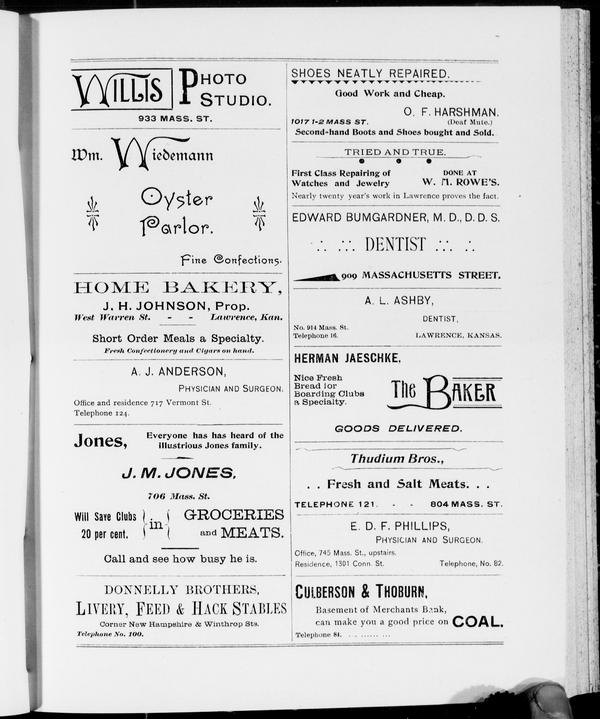 WILLIS PHOTO
STUDIO.
933 MASS. ST.
Wm. Wiedemann
Oyster
Parlor.
Fine Confections.
HOME BAKERY,
J. H. JOHNSON, Prop.
West Warren St. - - Lawrence, Kan.
Short Order Meals a Specialty.
Fresh Confectionery and Cigars on hand.
A. J. ANDERSON,
PHYSICIAN AND SURGEON.
Office and residence 717 Vermont St.
Telephone 124.
Jones,
Everyone has has heard of the
illustrious Jones family.
J. M. JONES,
706 Mass. St.
Will Save Clubs
20 per cent.
in
GROCERIES
and MEATS.
Call and see how busy he is.
DONNELLY BROTHERS,
LIVERY, FEED & HACK STABLES
Corner New Hampshire & Winthrop Sts.
Telephone No. 100.
SHOES NEATLY REPAIRED.
Good Work and Cheap.
O. F. HARSHMAN.
1017 1-2 MASS ST. (Deaf Mute.)
Second-hand Boots and Shoes bought and Sold.
TRIED AND TRUE.
First Class Repairing of
Watches and Jewelry
DONE AT
W. M. ROWE'S.
Nearly twenty year's work in Lawrence proves the fact.
EDWARD BUMGARDNER, M. D., D. D. S.
DENTIST
909 MASSACHUSETTS STREET.
A. L. ASHBY,
DENTIST,
No. 914 Mass. St.
Telephone 16. LAWRENCE, KANSAS.
HERMAN JAESCHKE,
Nice Fresh
Bread for
Boarding Clubs
a Specialty.
The BAKER
GOODS DELIVERED.
Thudium Bros.,
. . Fresh and Salt Meats. . .
TELEPHONE 121. - - 804 MASS. ST.
E. D. F. PHILLIPS,
PHYSICIAN AND SURGEON.
Office, 745 Mass. St., upstairs.
Residence, 1301 Conn. St. Telephone, No. 82.
CULBERSON & THOBURN,
Basement of Merchants Bank,
can make you a good price on COAL.
Telephone 84. . . ...... ...